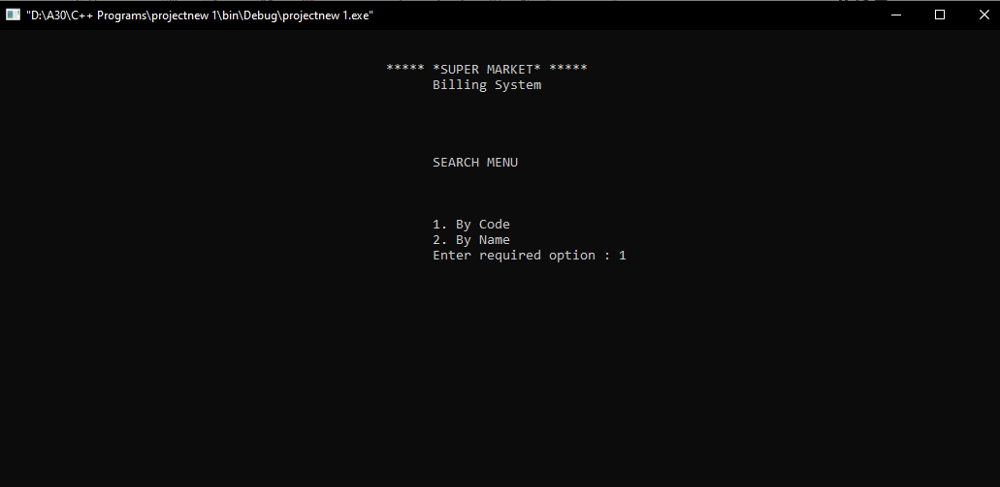 "D:\A30\C++ Programs\projectnew 1\bin\Debug\projectnew 1.exe"
***** *SUPER MARKET* *****
Billing System
SEARCH MENU
1. By Code
2. By Name
Enter required option : 1